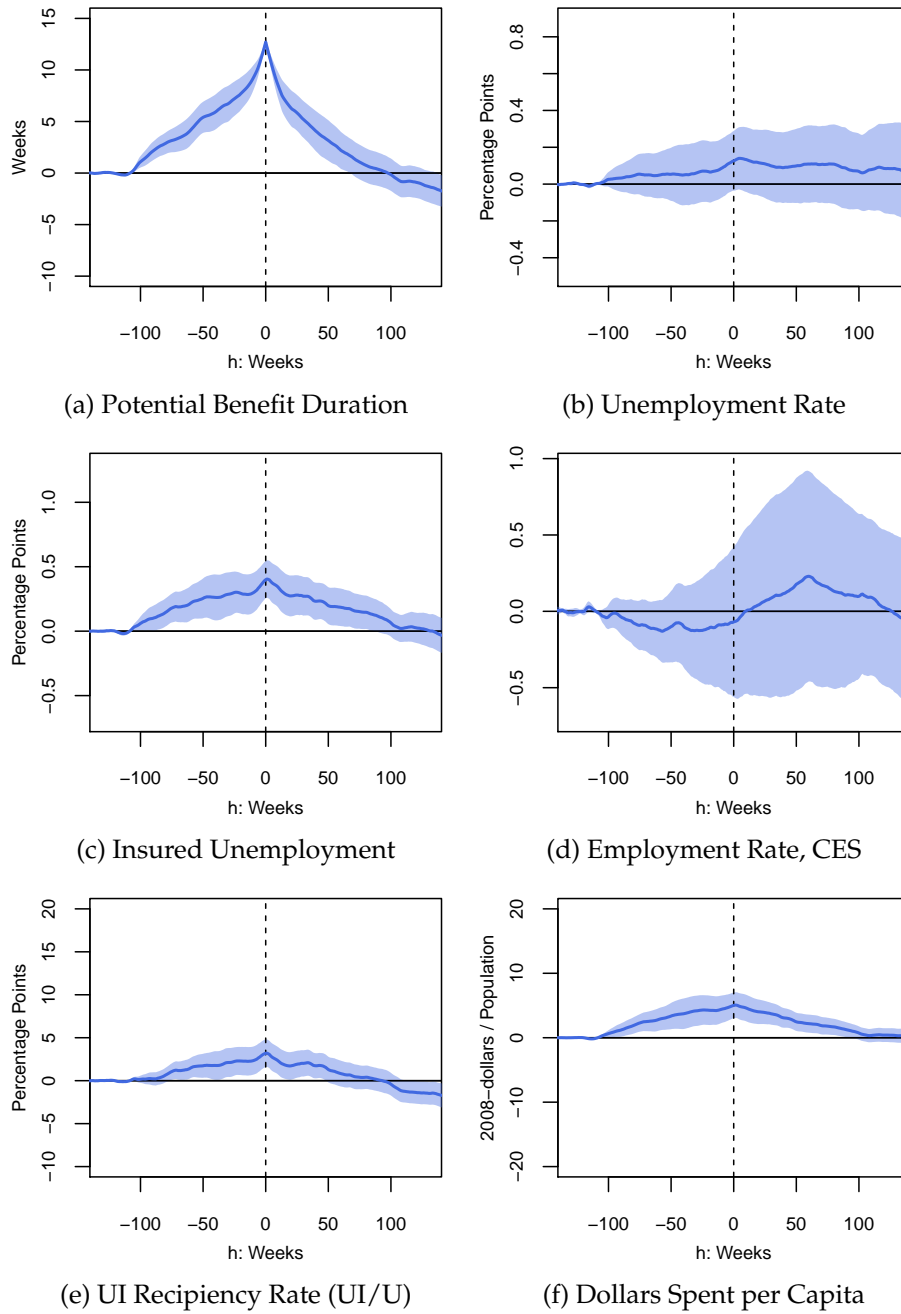 15
10
5
0
−5
−10
Weeks
−100 −50 0 50 100
h: Weeks
(a) Potential Benefit Duration
0.8
0.4
0.0
−0.4
Percentage Points
−100 −50 0 50 100
h: Weeks
(b) Unemployment Rate
1.0
0.5
0.0
−0.5
Percentage Points
−100 −50 0 50 100
h: Weeks
(c) Insured Unemployment
1.0
0.5
0.0
−0.5
Percentage Points
−100 −50 0 50 100
h: Weeks
(d) Employment Rate, CES
20
15
10
5
0
−5
−10
Percentage Points
−100 −50 0 50 100
h: Weeks
(e) UI Recipiency Rate (UI/U)
20
10
0
−10
−20
2008−dollars / Population
−100 −50 0 50 100
h: Weeks
(f) Dollars Spent per Capita